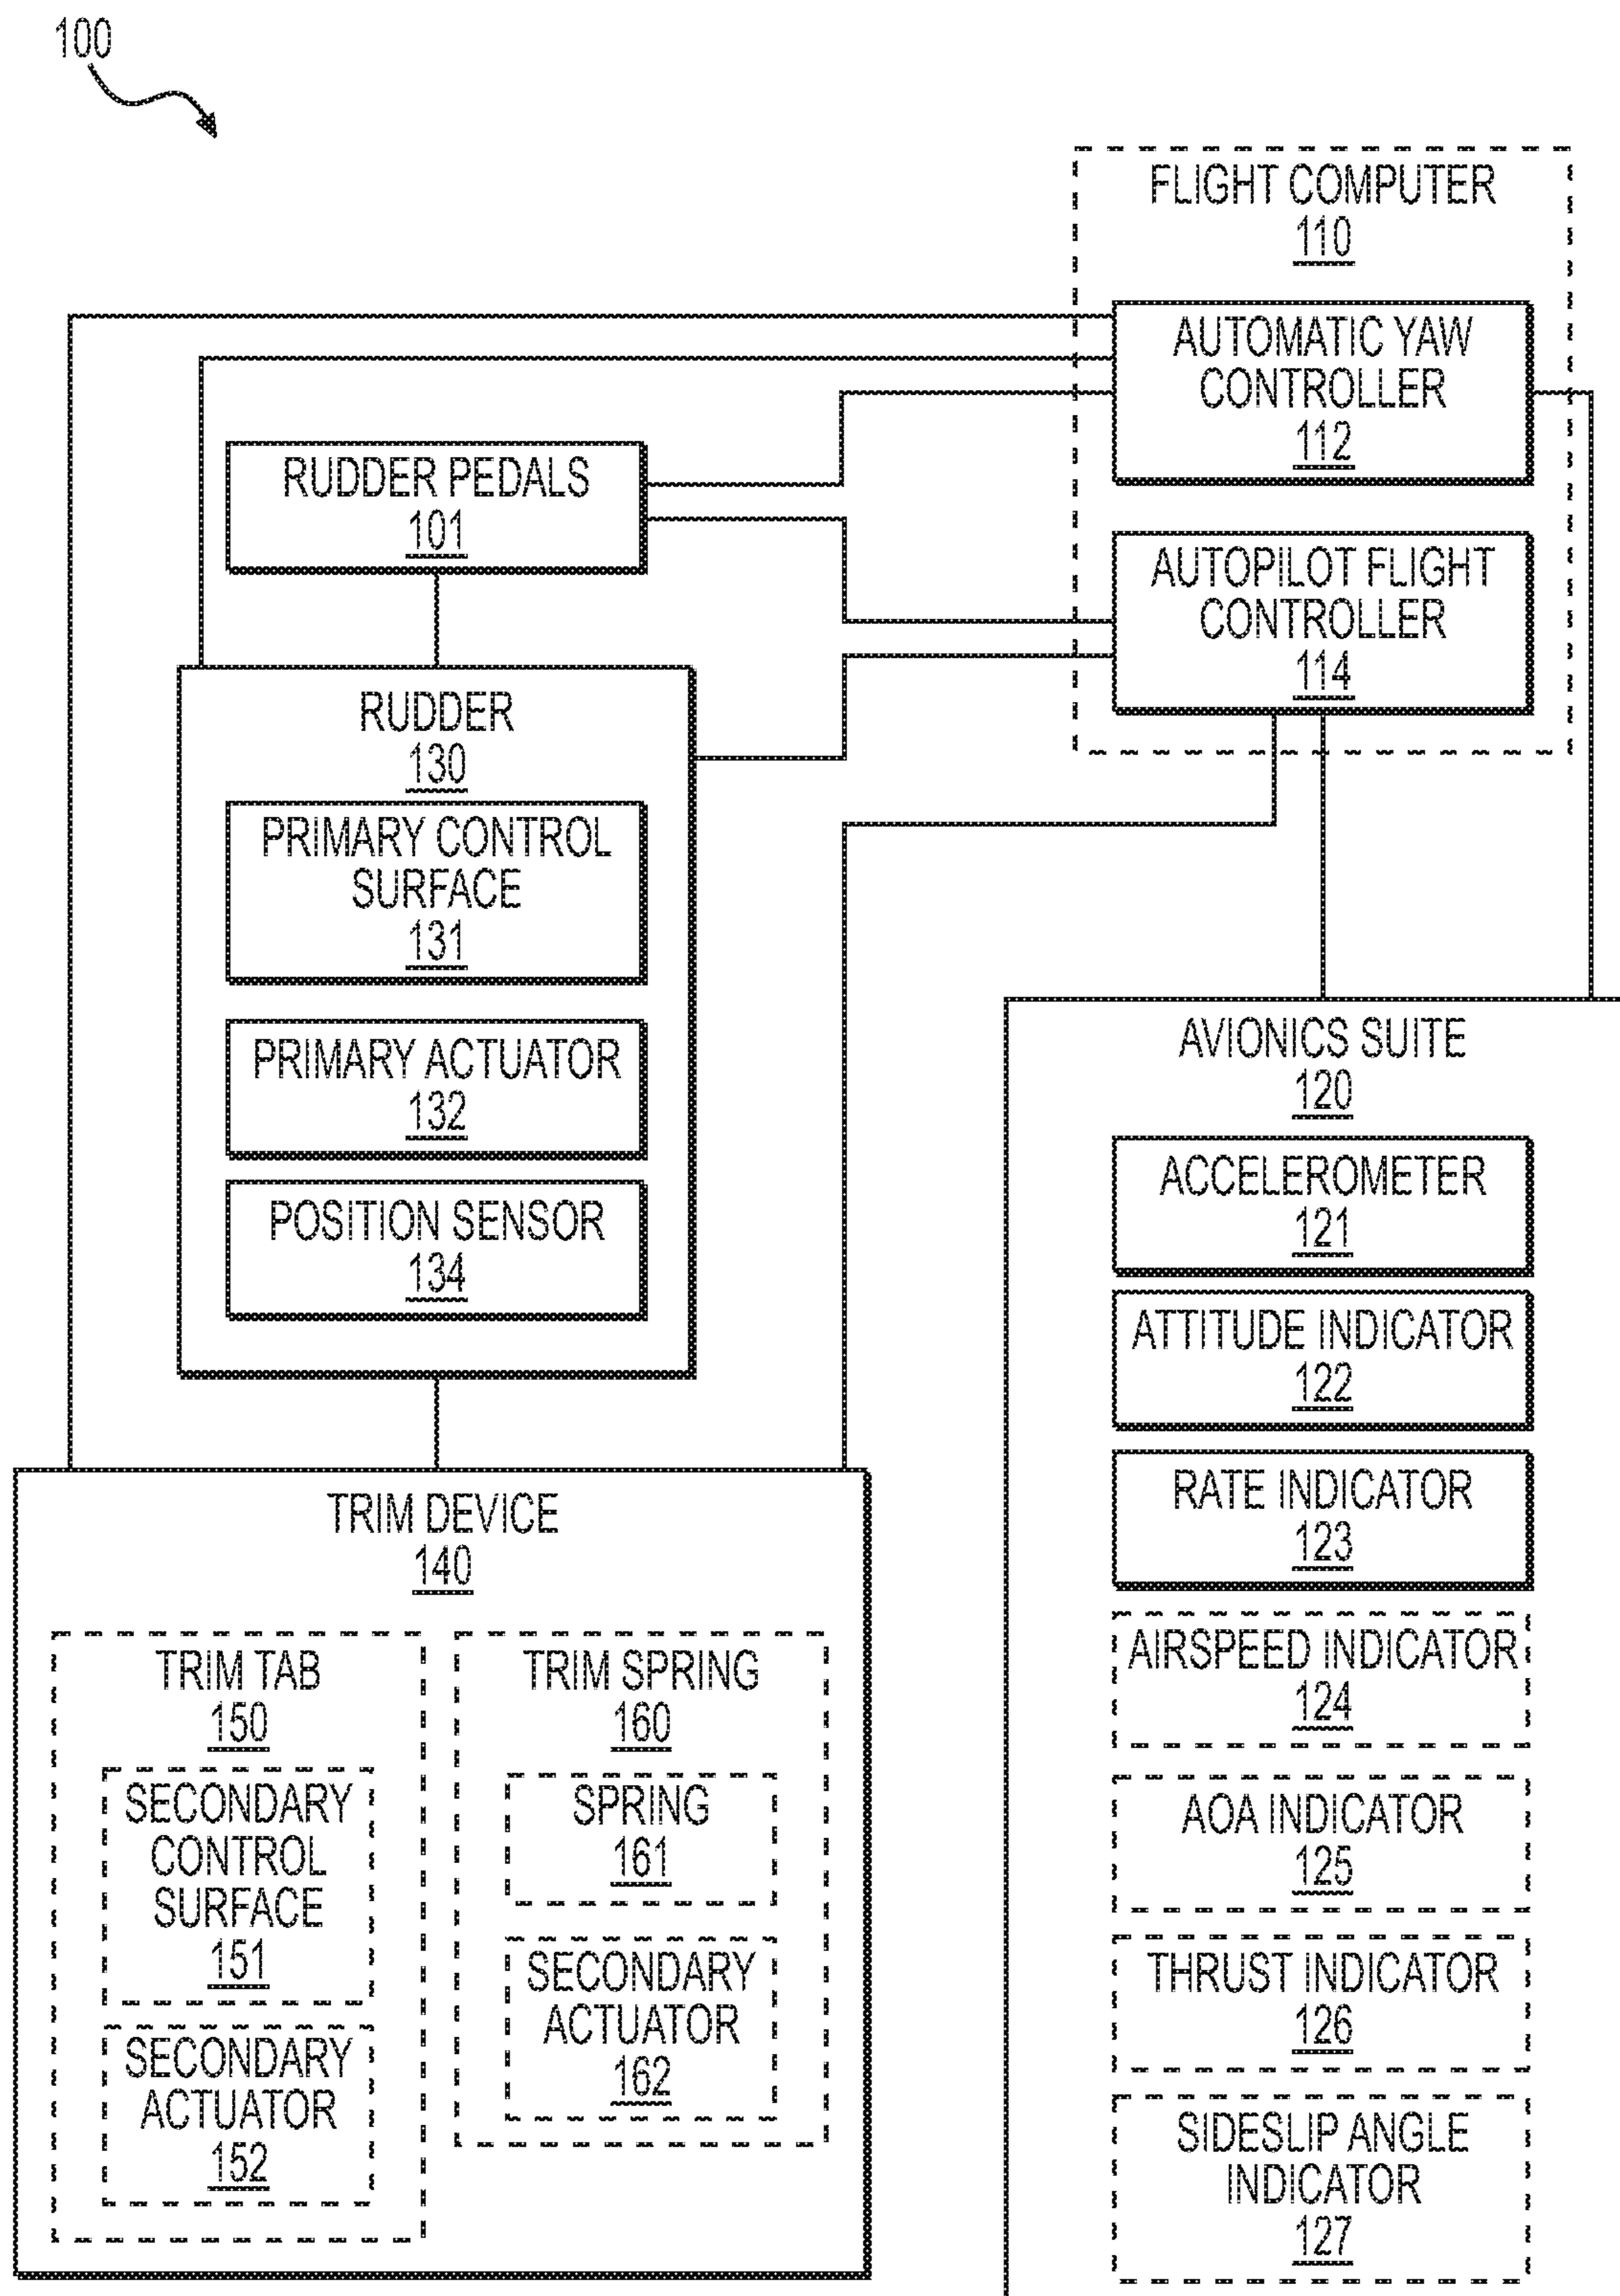 100
FLIGHT COMPUTER
110
AUTOMATIC YAW
CONTROLLER
112
AUTOPILOT FLIGHT
CONTROLLER
114
RUDDER PEDALS
101
RUDDER
130
PRIMARY CONTROL
SURFACE
131
PRIMARY ACTUATOR
132
POSITION SENSOR
134
TRIM DEVICE
140
TRIM TAB
150
SECONDARY
CONTROL
SURFACE
151
SECONDARY
ACTUATOR
152
TRIM SPRING
160
SPRING
161
SECONDARY
ACTUATOR
162
AVIONICS SUITE
120
ACCELEROMETER
121
ATTITUDE INDICATOR
122
RATE INDICATOR
123
AIRSPEED INDICATOR
124
AOA INDICATOR
125
THRUST INDICATOR
126
SIDESLIP ANGLE
INDICATOR
127